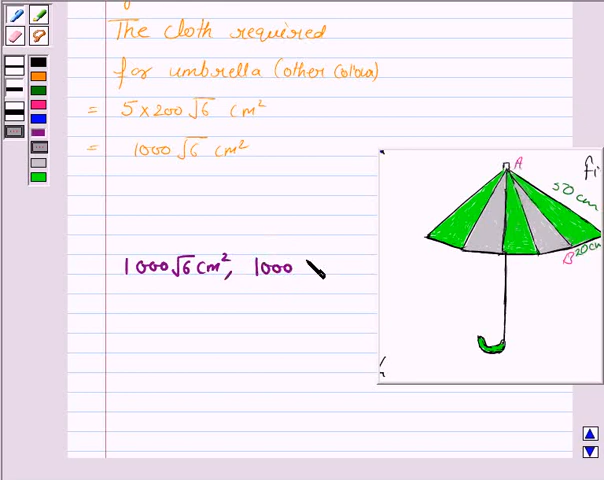 The cloth required
for umbrella (other colour)
= 5 × 200 √6 cm²
= 1000 √6 cm²
1000 √6 cm², 1000
A
50 cm
B
20 cm